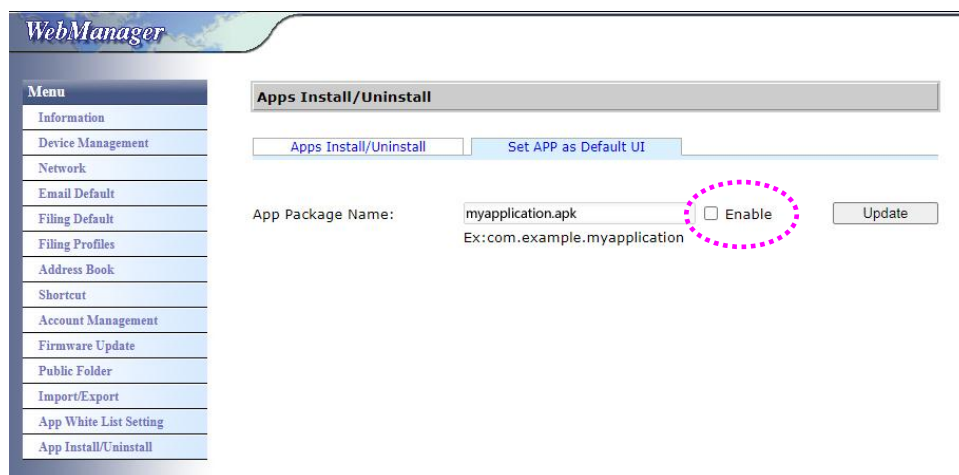 WebManager
Menu
Information
Device Management
Network
Email Default
Filing Default
Filing Profiles
Address Book
Shortcut
Account Management
Firmware Update
Public Folder
Import/Export
App White List Setting
App Install/Uninstall
Apps Install/Uninstall
Apps Install/Uninstall Set APP as Default UI
App Package Name: myapplication.apk Enable Update
Ex:com.example.myapplication